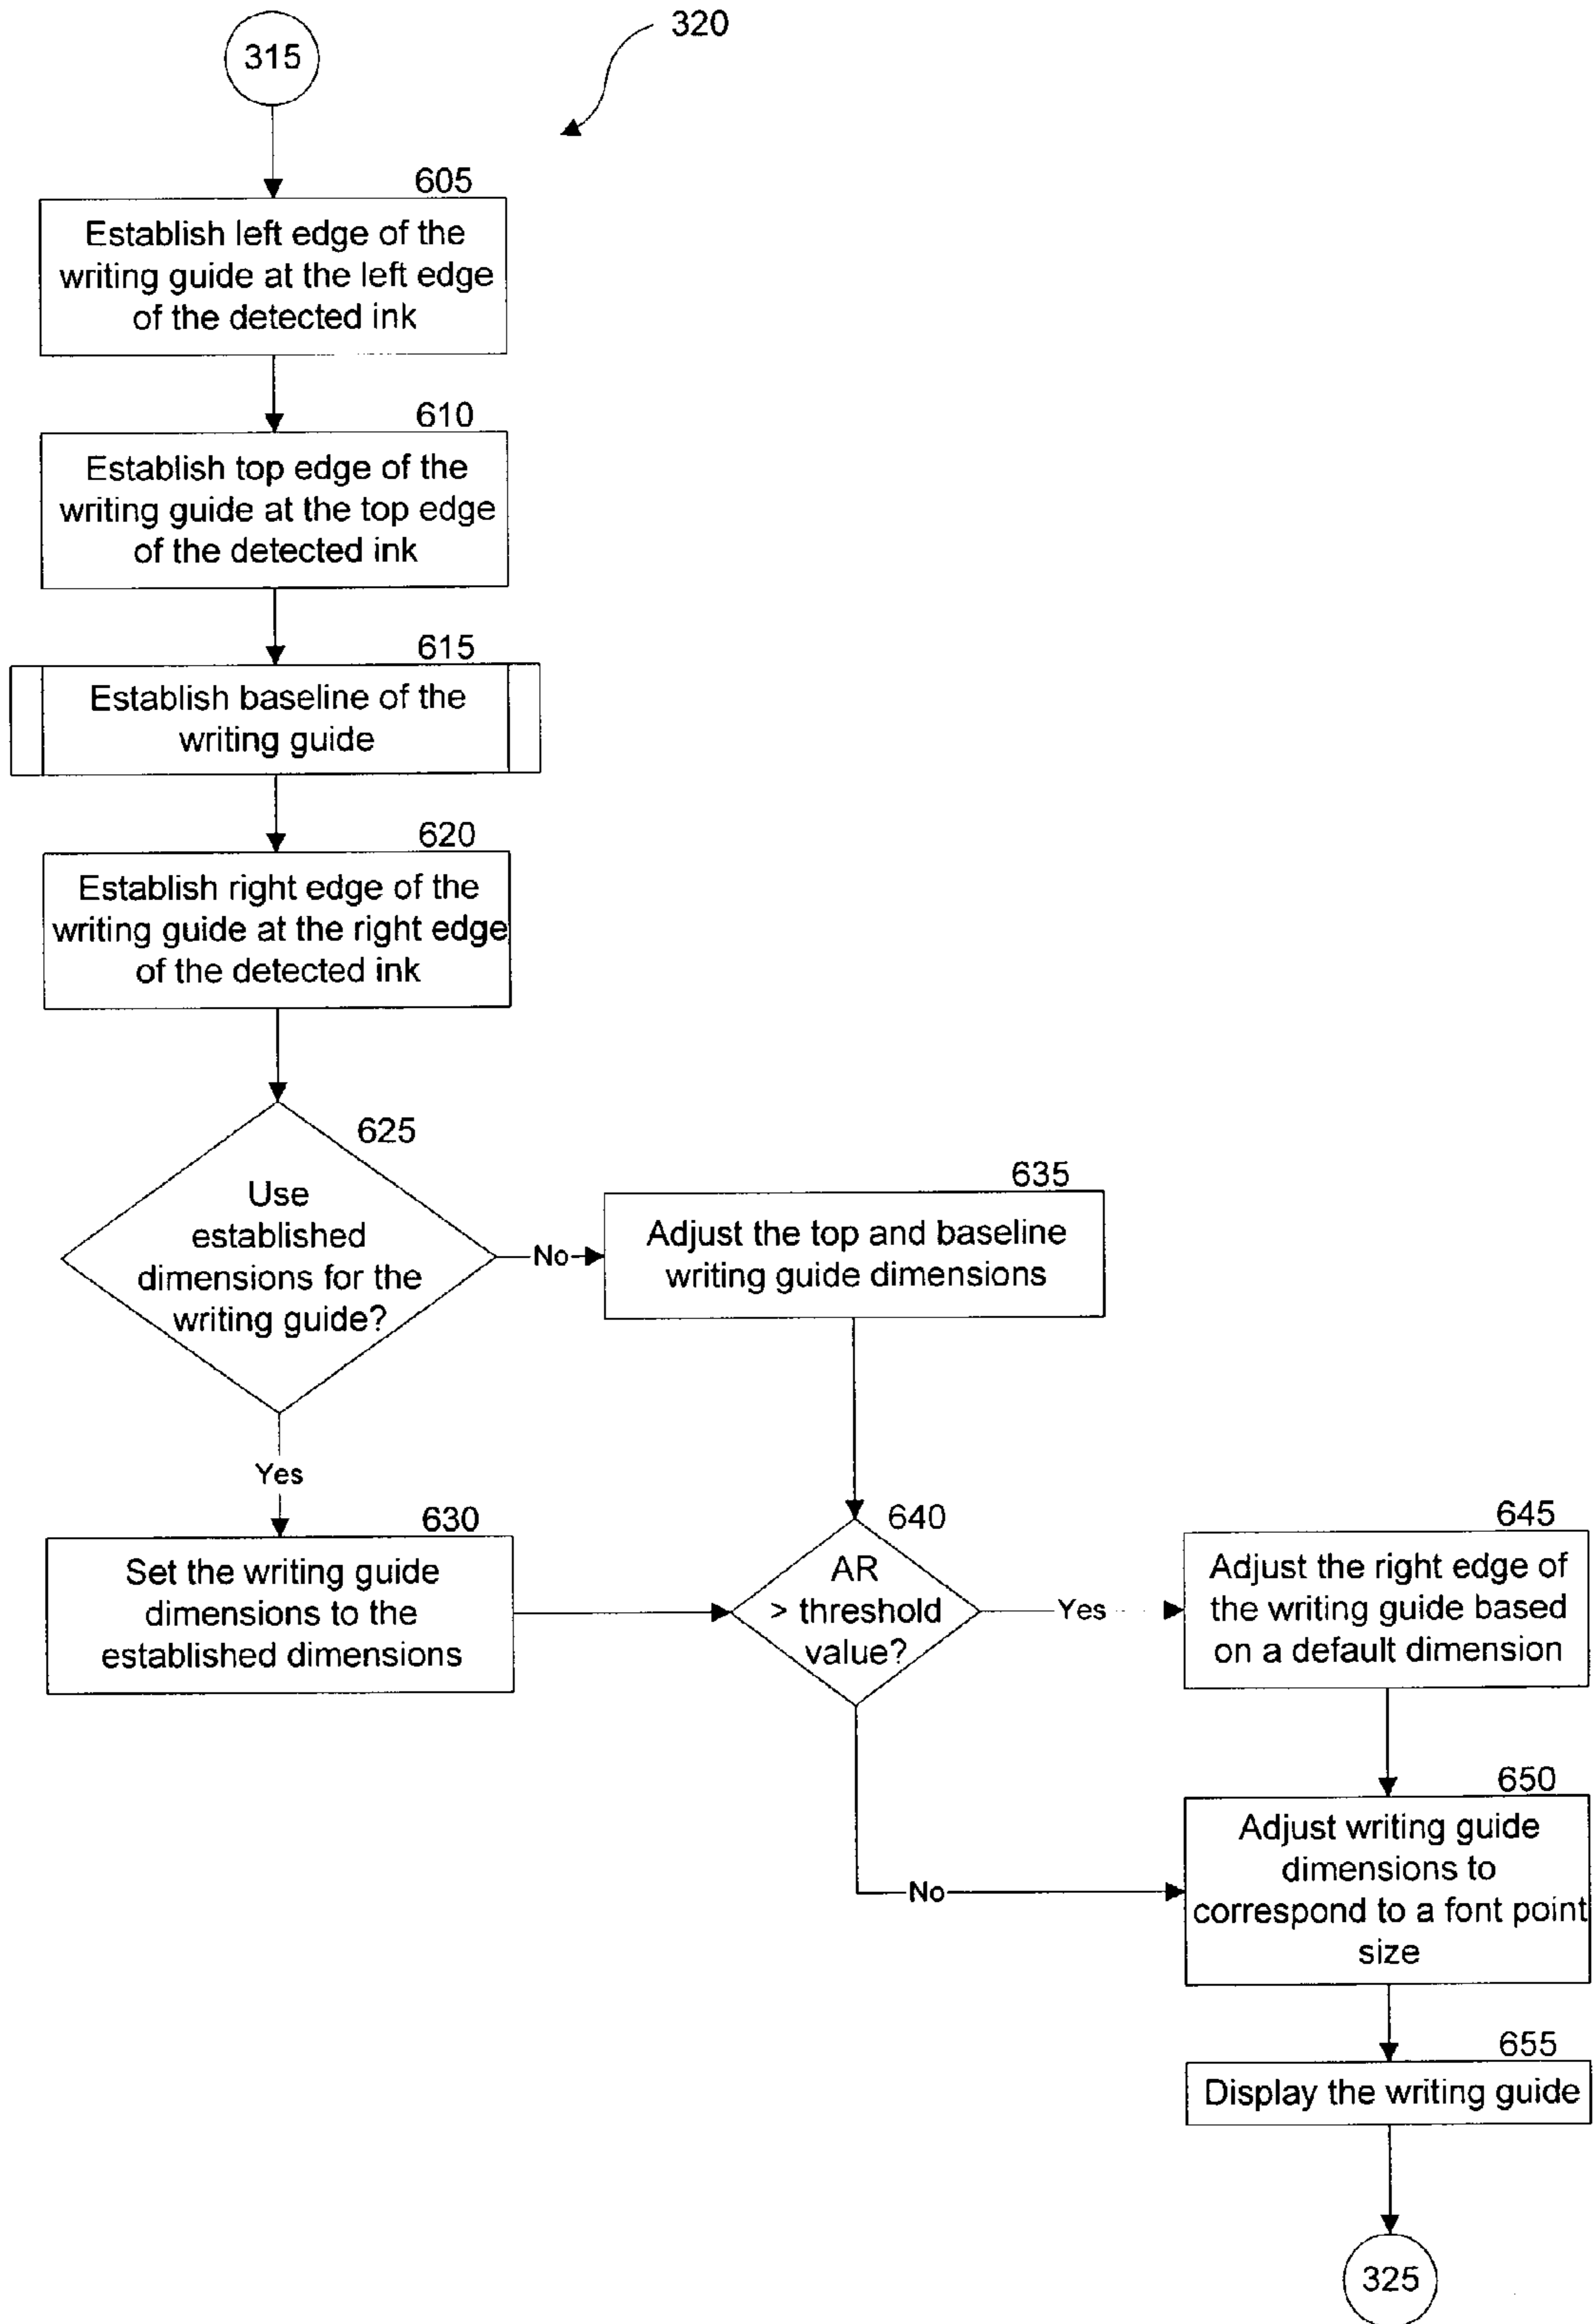 315
320
605
Establish left edge of the
writing guide at the left edge
of the detected ink
610
Establish top edge of the
writing guide at the top edge
of the detected ink
615
Establish baseline of the
writing guide
620
Establish right edge of the
writing guide at the right edge
of the detected ink
625
Use
established
dimensions for the
writing guide?
No
635
Adjust the top and baseline
writing guide dimensions
Yes
630
Set the writing guide
dimensions to the
established dimensions
640
AR
> threshold
value?
Yes
645
Adjust the right edge of
the writing guide based
on a default dimension
No
650
Adjust writing guide
dimensions to
correspond to a font point
size
655
Display the writing guide
325